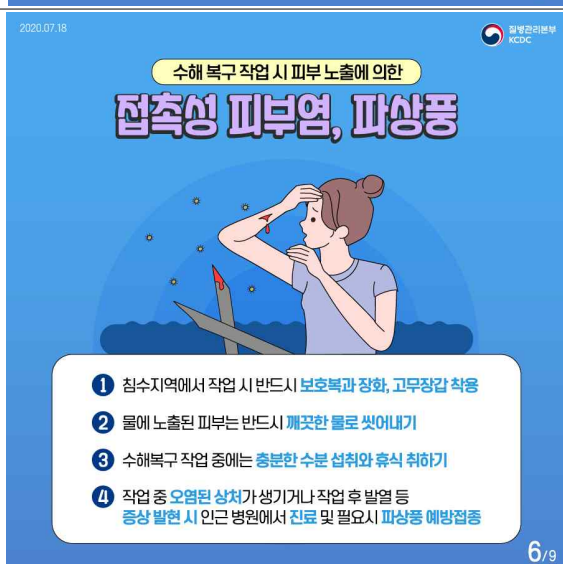 2020.07.18
질병관리본부
KCDC
수해 복구 작업 시 피부 노출에 의한
접촉성 피부염, 파상풍
1 침수지역에서 작업 시 반드시 보호복과 장화, 고무장갑 착용
2 물에 노출된 피부는 반드시 깨끗한 물로 씻어내기
3 수해복구 작업 중에는 충분한 수분 섭취와 휴식 취하기
4 작업 중 오염된 상처가 생기거나 작업 후 발열 등
증상 발현 시 인근 병원에서 진료 및 필요시 파상풍 예방접종
6/9